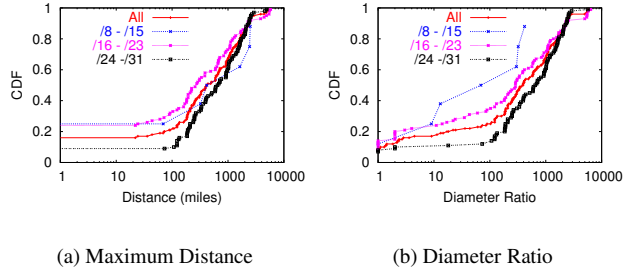 1
0.8
0.6
0.4
0.2
0
CDF
All
/8 - /15
/16 - /23
/24 -/31
1 10 100 1000 10000
Distance (miles)
(a) Maximum Distance
1
0.8
0.6
0.4
0.2
0
CDF
All
/8 - /15
/16 - /23
/24 -/31
1 10 100 1000 10000
Diameter Ratio
(b) Diameter Ratio